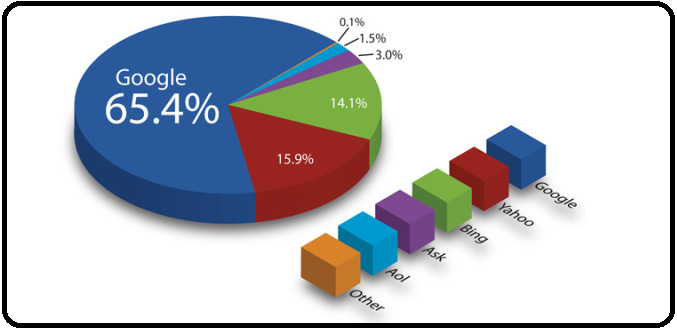 0.1%
1.5%
3.0%
Google
65.4%
14.1%
15.9%
Google
Yahoo
Bing
Ask
Aol
Other